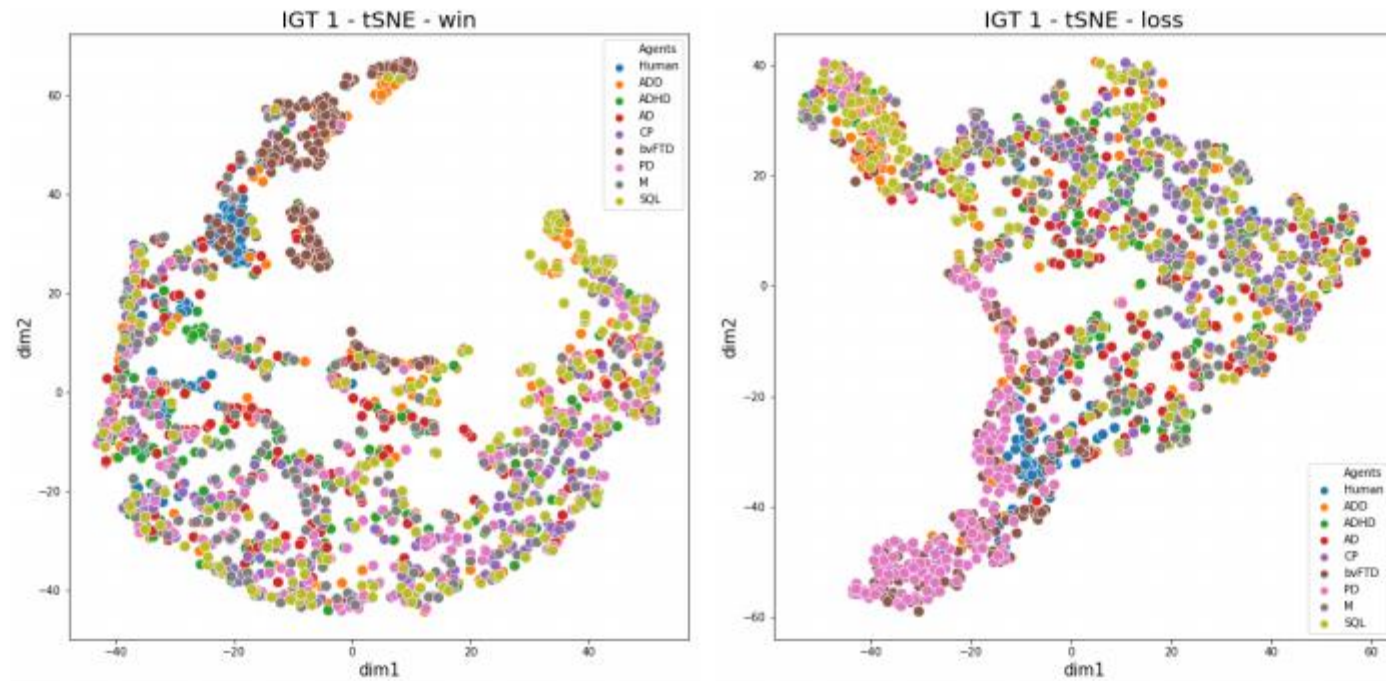 IGT 1 - tSNE - win
dim2
60
40
20
0
−20
−40
−40
−20
0
20
40
dim1
Agents
Human
ADD
ADHD
AD
CP
bvFTD
PD
M
SQL
IGT 1 - tSNE - loss
dim2
40
20
0
−20
−40
−60
−40
−20
0
20
40
60
dim1
Agents
Human
ADD
ADHD
AD
CP
bvFTD
PD
M
SQL